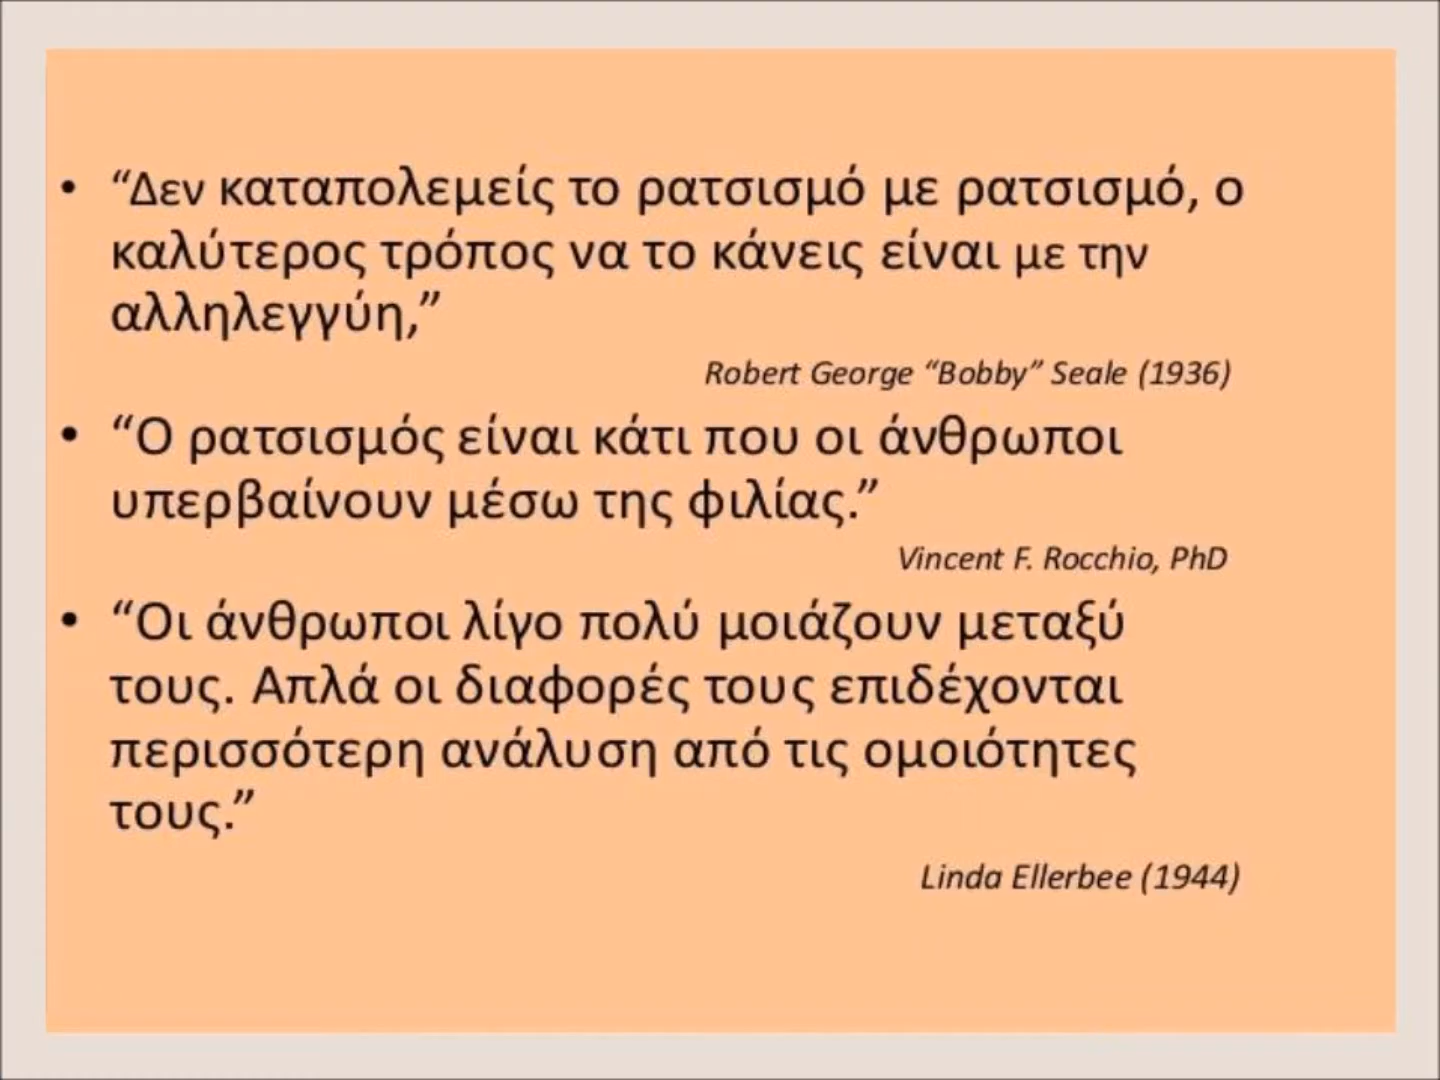 • “Δεν καταπολεμείς το ρατσισμό με ρατσισμό, ο
καλύτερος τρόπος να το κάνεις είναι με την
αλληλεγγύη,”
Robert George “Bobby” Seale (1936)
• “Ο ρατσισμός είναι κάτι που οι άνθρωποι
υπερβαίνουν μέσω της φιλίας.”
Vincent F. Rocchio, PhD
• “Οι άνθρωποι λίγο πολύ μοιάζουν μεταξύ
τους. Απλά οι διαφορές τους επιδέχονται
περισσότερη ανάλυση από τις ομοιότητες
τους.”
Linda Ellerbee (1944)